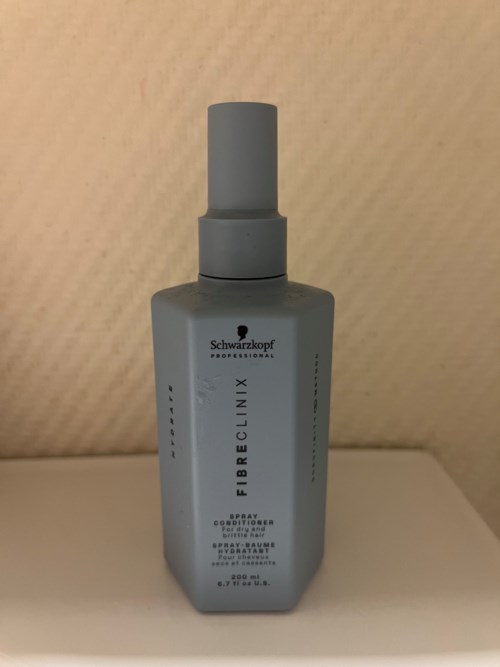 Schwarzkopf
PROFESSIONAL
HYDRATE
FIBRECLINIX
SPRAY
CONDITIONER
For dry and
brittle hair
SPRAY-BAUME
HYDRATANT
Pour cheveux
secs et cassants
200 ml
6.7 fl oz U.S.